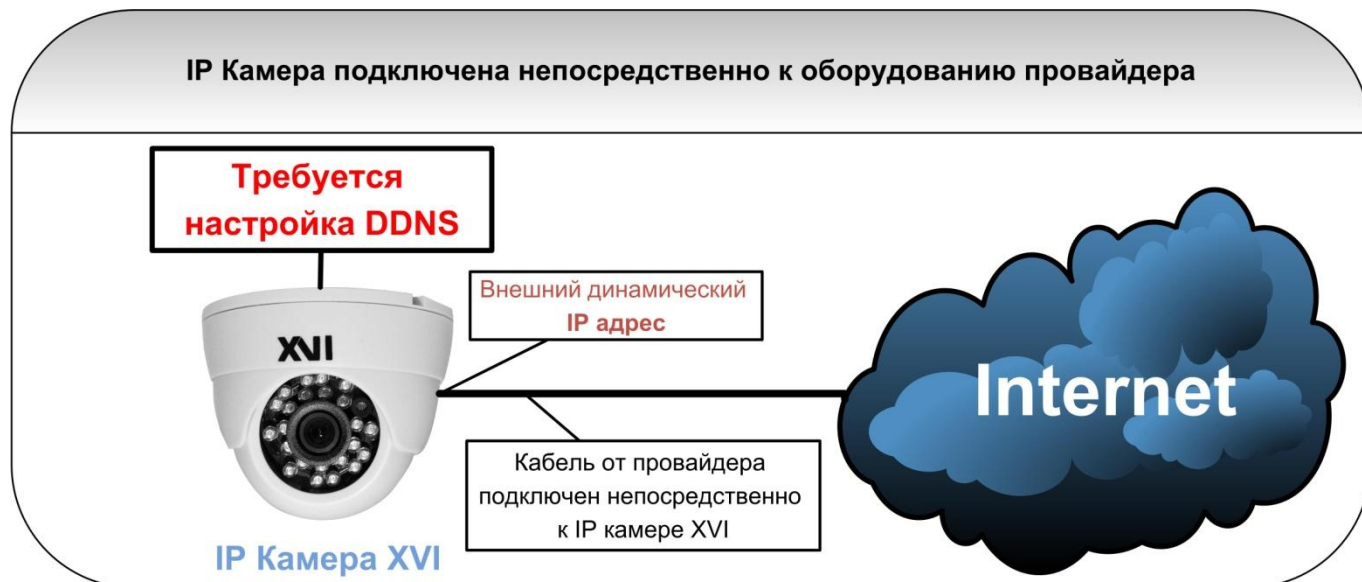 IP Камера подключена непосредственно к оборудованию провайдера
Требуется
настройка DDNS
Внешний динамический
IP адрес
XVI
Internet
Кабель от провайдера
подключен непосредственно
к IP камере XVI
IP Камера XVI